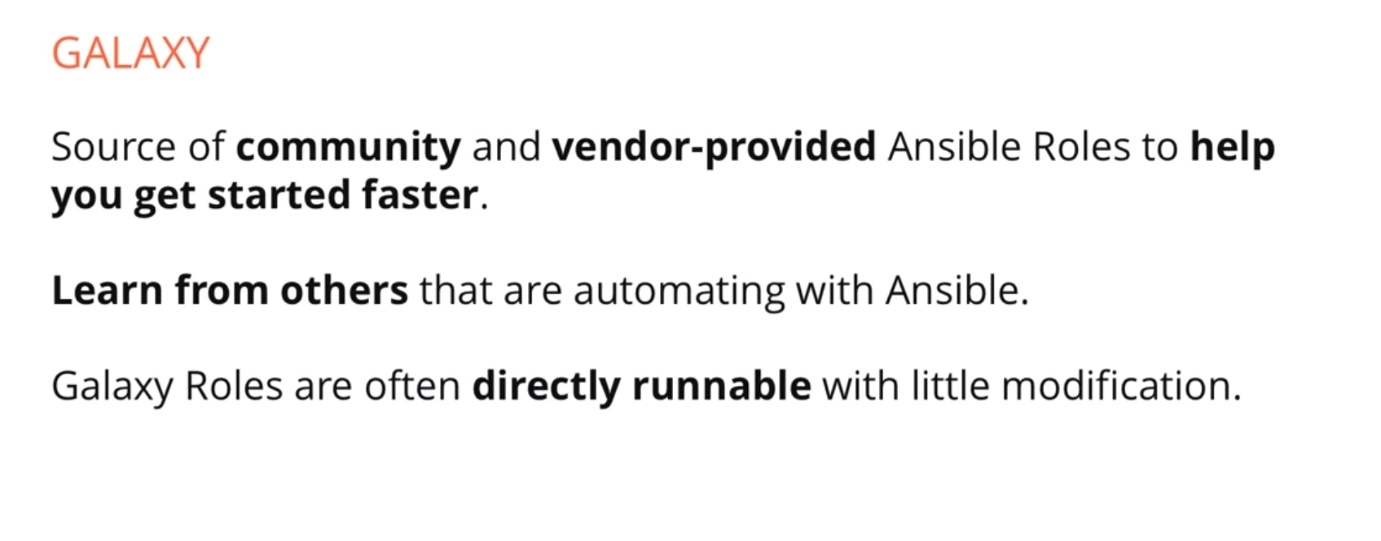 GALAXY
Source of community and vendor-provided Ansible Roles to help
you get started faster.
Learn from others that are automating with Ansible.
Galaxy Roles are often directly runnable with little modification.